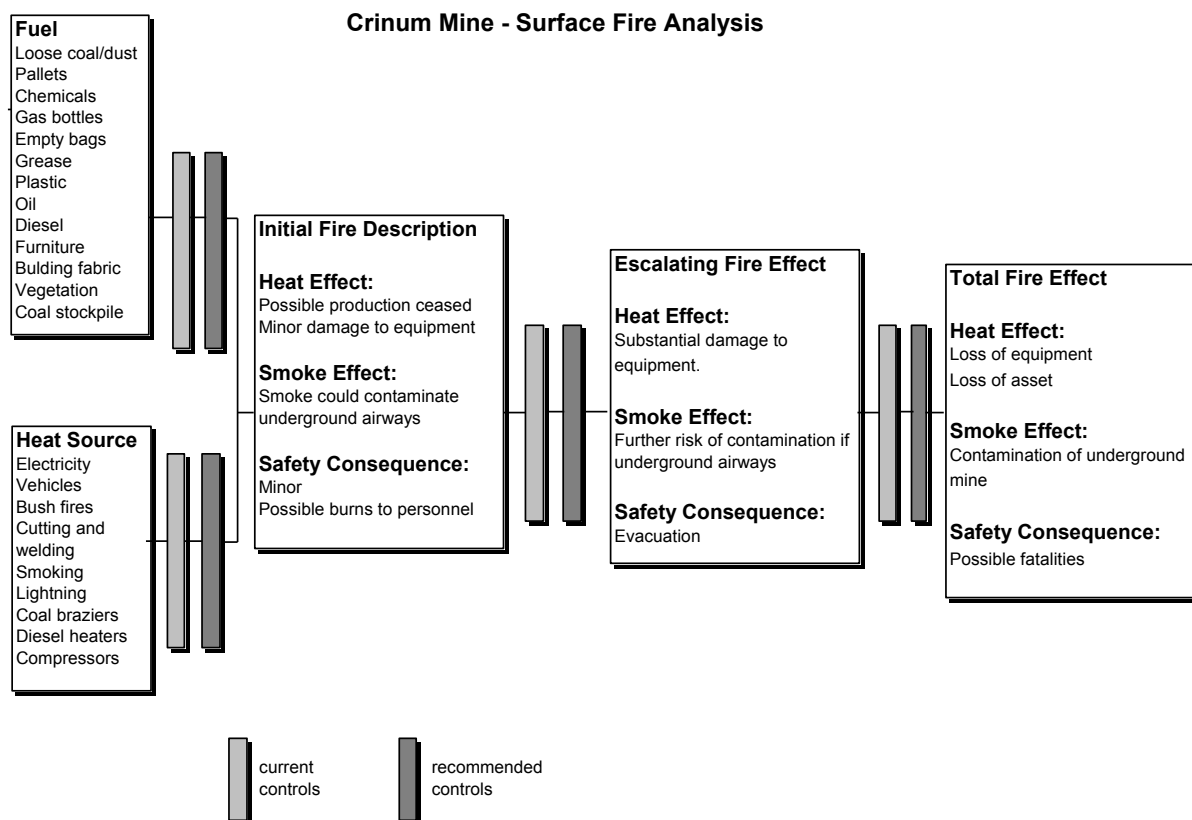 Crinum Mine - Surface Fire Analysis
Fuel
Loose coal/dust
Pallets
Chemicals
Gas bottles
Empty bags
Grease
Plastic
Oil
Diesel
Furniture
Bulding fabric
Vegetation
Coal stockpile
Heat Source
Electricity
Vehicles
Bush fires
Cutting and
welding
Smoking
Lightning
Coal braziers
Diesel heaters
Compressors
Initial Fire Description
Heat Effect:
Possible production ceased
Minor damage to equipment
Smoke Effect:
Smoke could contaminate
underground airways
Safety Consequence:
Minor
Possible burns to personnel
Escalating Fire Effect
Heat Effect:
Substantial damage to
equipment.
Smoke Effect:
Further risk of contamination if
underground airways
Safety Consequence:
Evacuation
Total Fire Effect
Heat Effect:
Loss of equipment
Loss of asset
Smoke Effect:
Contamination of underground
mine
Safety Consequence:
Possible fatalities
current
controls
recommended
controls